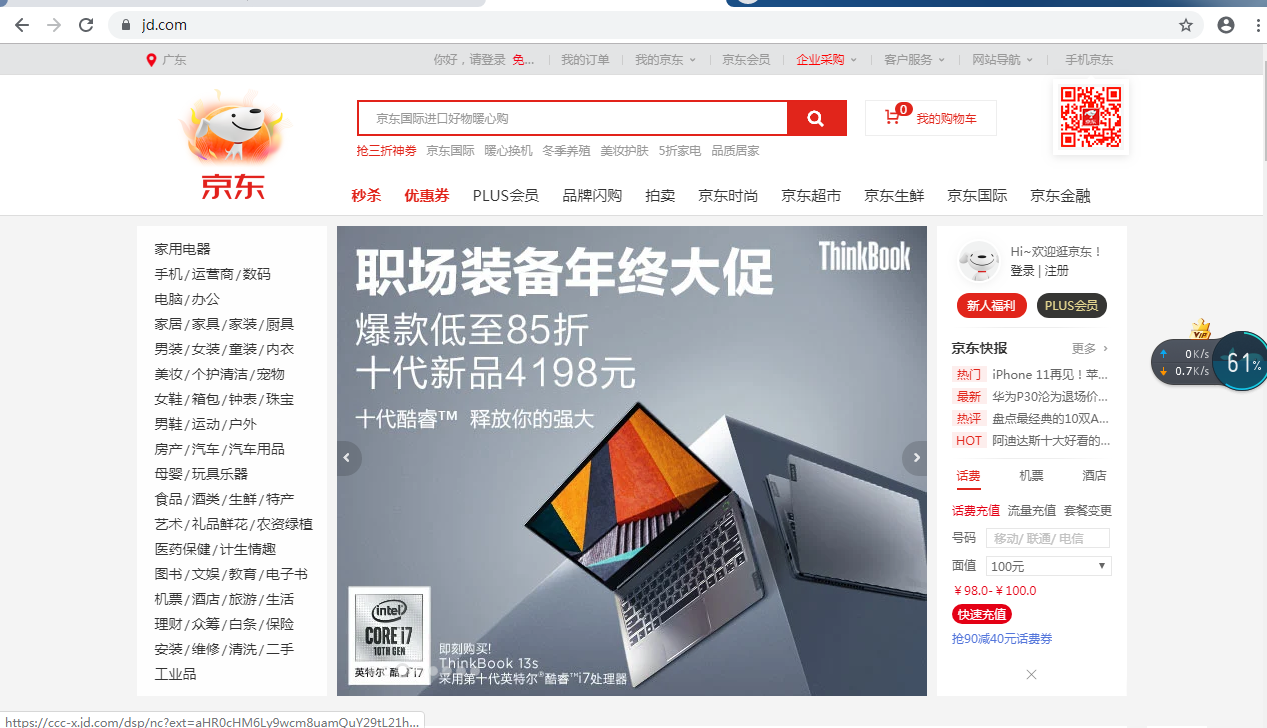 jd.com
广东
你好，请登录 免... 我的订单 我的京东 京东会员 企业采购 客户服务 网站导航 手机京东
京东
京东国际进口好物暖心购
0 我的购物车
抢三折神券 京东国际 暖心换机 冬季养殖 美妆护肤 5折家电 品质居家
秒杀 优惠券 PLUS会员 品牌闪购 拍卖 京东时尚 京东超市 京东生鲜 京东国际 京东金融
家用电器
手机/运营商/数码
电脑/办公
家居/家具/家装/厨具
男装/女装/童装/内衣
美妆/个护清洁/宠物
女鞋/箱包/钟表/珠宝
男鞋/运动/户外
房产/汽车/汽车用品
母婴/玩具乐器
食品/酒类/生鲜/特产
艺术/礼品鲜花/农资绿植
医药保健/计生情趣
图书/文娱/教育/电子书
机票/酒店/旅游/生活
理财/众筹/白条/保险
安装/维修/清洗/二手
工业品
职场装备年终大促
ThinkBook
爆款低至85折
十代新品4198元
十代酷睿™ 释放你的强大
intel
CORE i7
10TH GEN
英特尔® 酷睿™ i7
即刻购买!
ThinkBook 13s
采用第十代英特尔®酷睿™i7处理器
Hi~欢迎逛京东！
登录 | 注册
新人福利 PLUS会员
京东快报 更多 ›
热门 iPhone 11再见！苹...
最新 华为P30沦为退场价...
热评 盘点最经典的10双A...
HOT 阿迪达斯十大好看的...
话费 机票 酒店
话费充值 流量充值 套餐变更
号码 移动/ 联通/ 电信
面值 100元
￥98.0-￥100.0
快速充值
抢90减40元话费券
VIP
0K/s
0.7K/s
61%
https://ccc-x.jd.com/dsp/nc?ext=aHR0cHM6Ly9wcm8uamQuY29tL21h...